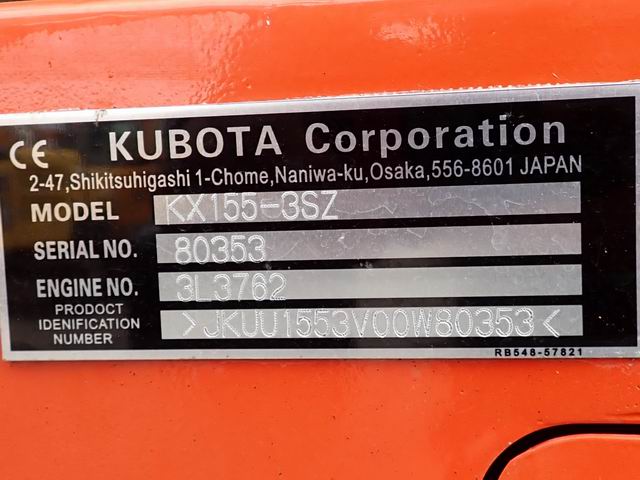 CE KUBOTA Corporation
2-47,Shikitsuhigashi 1-Chome,Naniwa-ku,Osaka,556-8601 JAPAN
MODEL KX155-3SZ
SERIAL NO. 80353
ENGINE NO. 3L3762
PRODUCT
IDENIFICATION
NUMBER >JKUU1553V00W80353<
RB548-57821